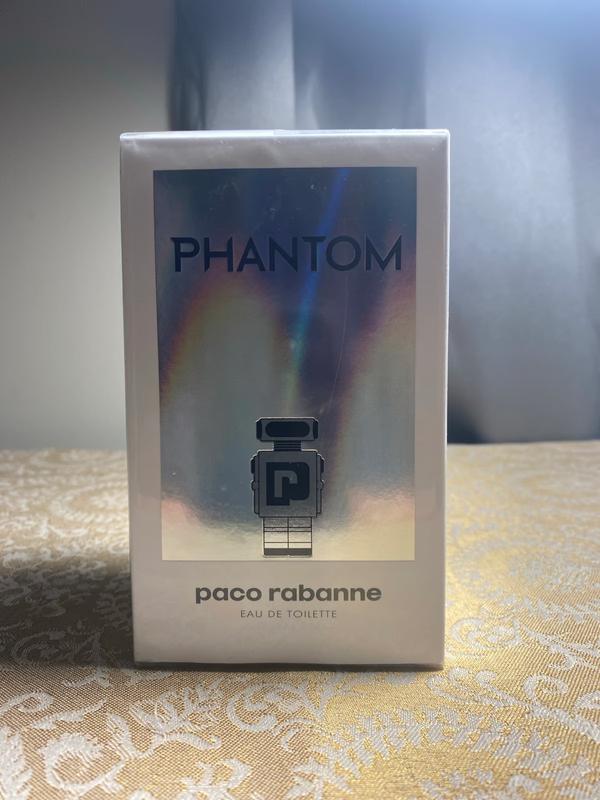 PHANTOM
P
paco rabanne
EAU DE TOILETTE